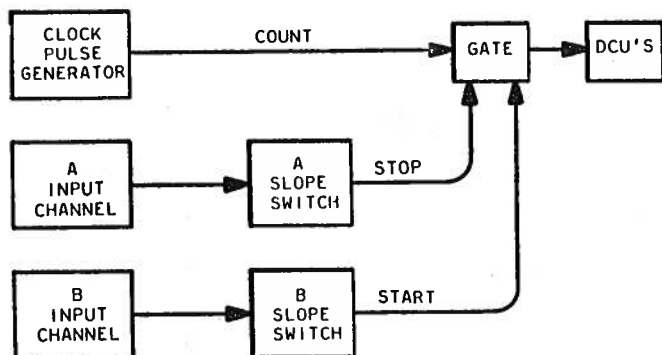 CLOCK
PULSE
GENERATOR
COUNT
GATE
DCU'S
A
INPUT
CHANNEL
A
SLOPE
SWITCH
STOP
B
INPUT
CHANNEL
B
SLOPE
SWITCH
START